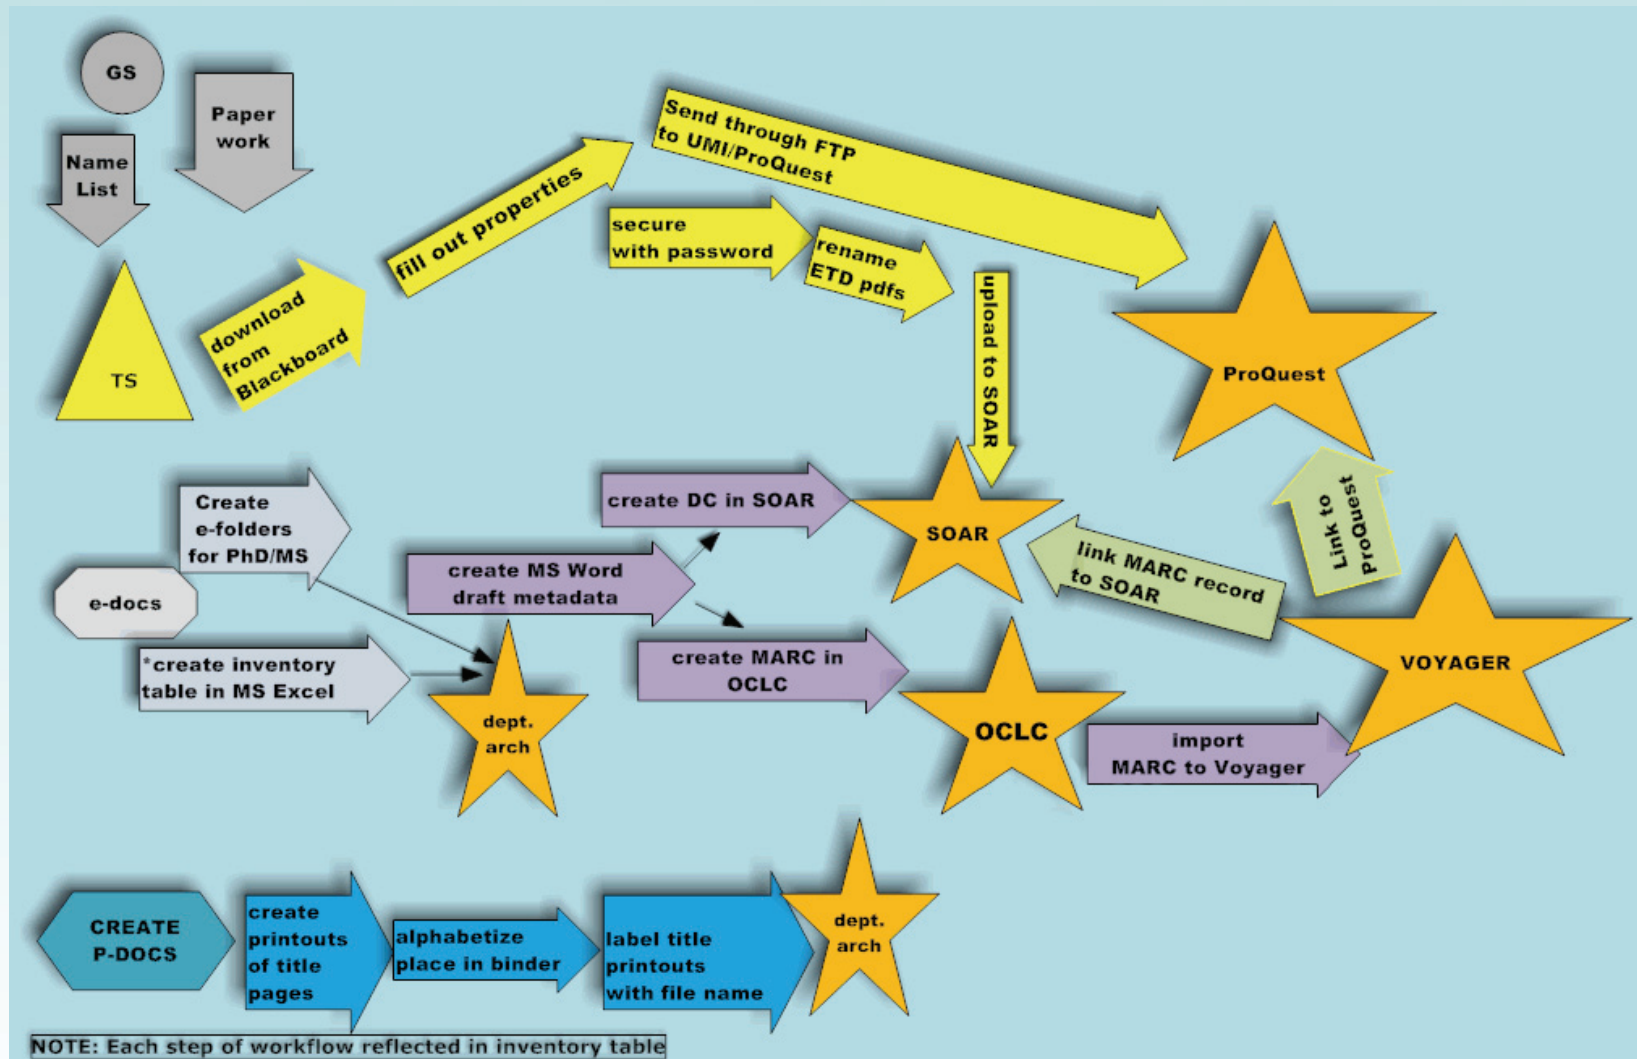 GS
Paper
work
Name
List
TS
download
from
Blackboard
fill out properties
Send through FTP
to UMI/ProQuest
secure
with password
rename
ETD pdfs
upload to SOAR
ProQuest
Create
e-folders
for PhD/MS
e-docs
*create inventory
table in MS Excel
dept.
arch
create MS Word
draft metadata
create DC in SOAR
SOAR
create MARC in
OCLC
OCLC
import
MARC to Voyager
VOYAGER
link MARC record
to SOAR
Link to
ProQuest
CREATE
P-DOCS
create
printouts
of title
pages
alphabetize
place in binder
label title
printouts
with file name
dept.
arch
NOTE: Each step of workflow reflected in inventory table